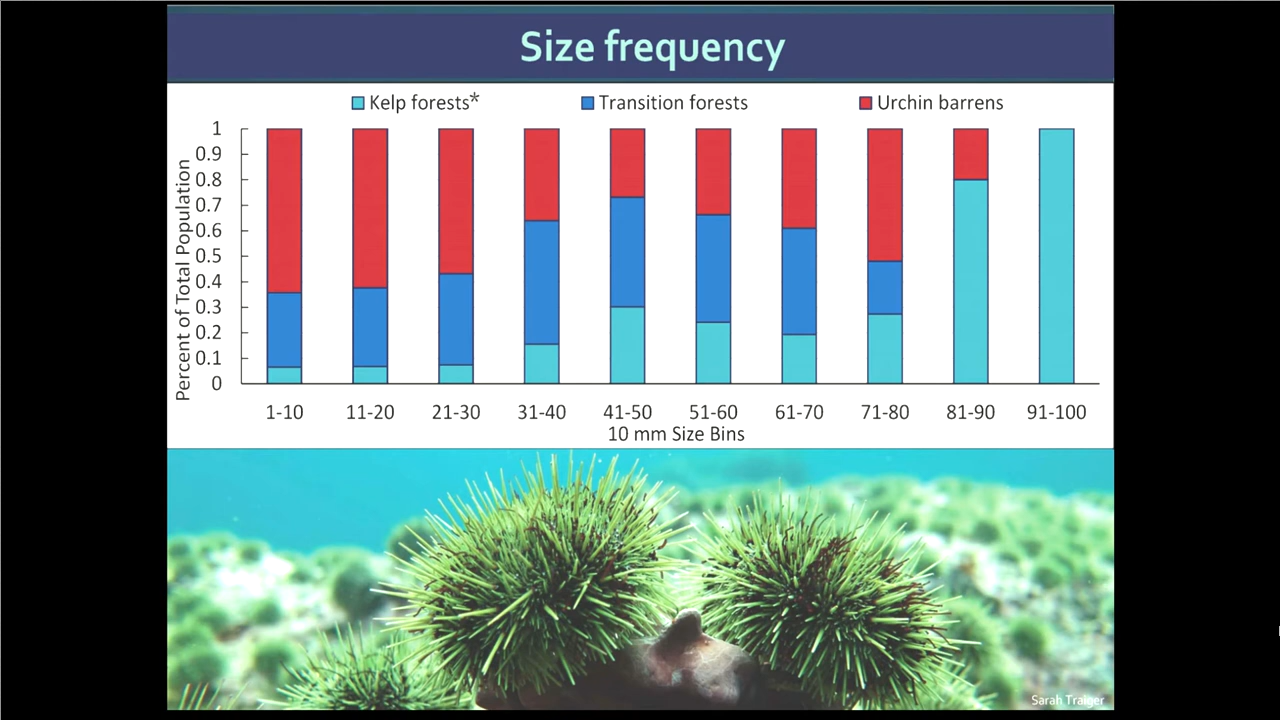 Size frequency
Kelp forests* Transition forests Urchin barrens
Percent of Total Population
1
0.9
0.8
0.7
0.6
0.5
0.4
0.3
0.2
0.1
0
1-10 11-20 21-30 31-40 41-50 51-60 61-70 71-80 81-90 91-100
10 mm Size Bins
Sarah Traiger